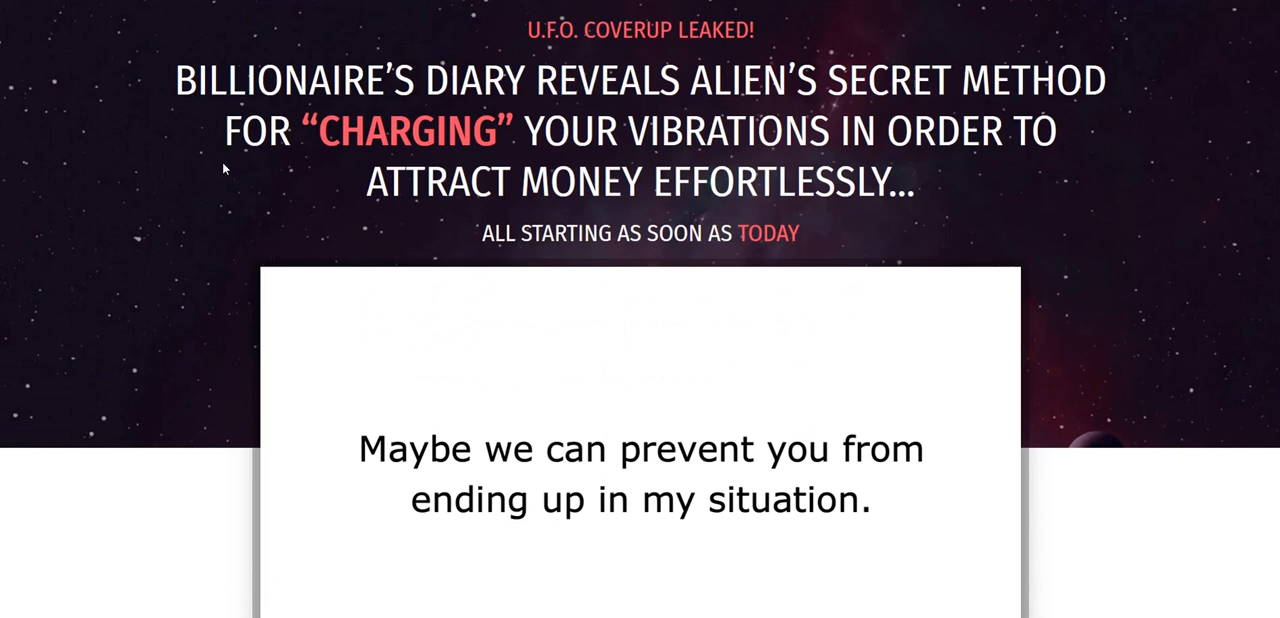 U.F.O. COVERUP LEAKED!
BILLIONAIRE’S DIARY REVEALS ALIEN’S SECRET METHOD
FOR “CHARGING” YOUR VIBRATIONS IN ORDER TO
ATTRACT MONEY EFFORTLESSLY...
ALL STARTING AS SOON AS TODAY
Maybe we can prevent you from
ending up in my situation.